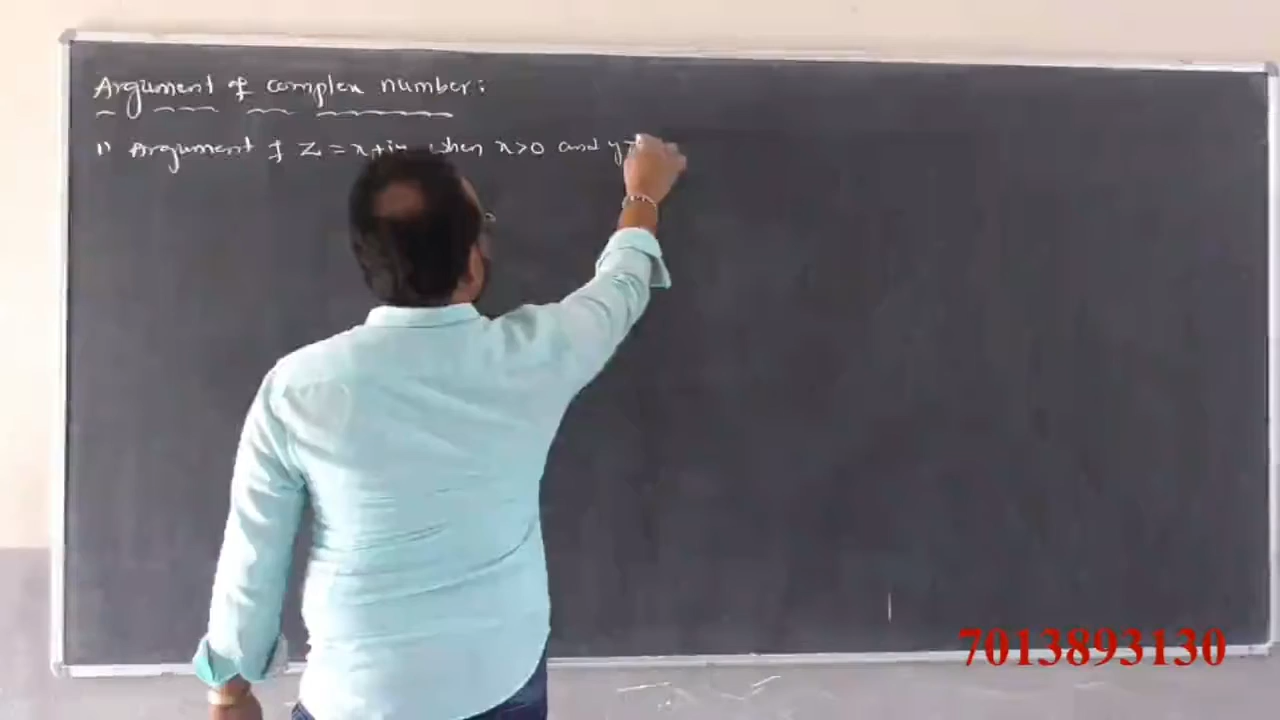 Argument of complex number:
1) Argument of Z = x+iy when x>0 and y>
7013893130